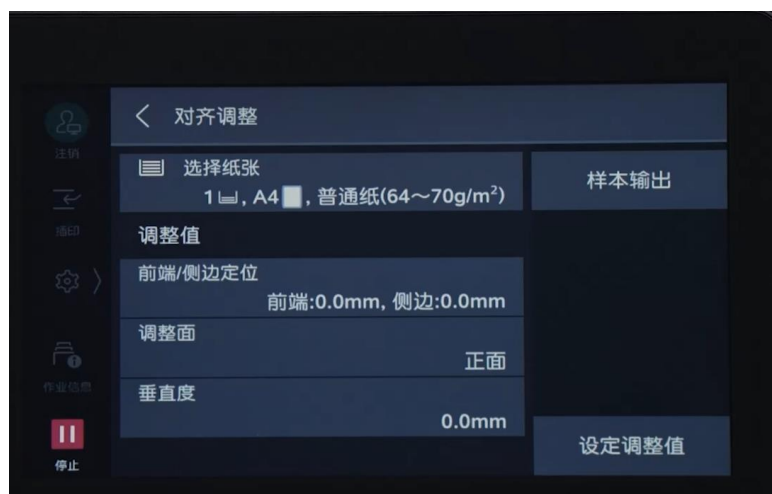 对齐调整
注销
选择纸张
1, A4, 普通纸(64～70g/m²)
样本输出
插印
调整值
前端/侧边定位
前端:0.0mm, 侧边:0.0mm
调整面
正面
作业信息
垂直度
0.0mm
停止
设定调整值